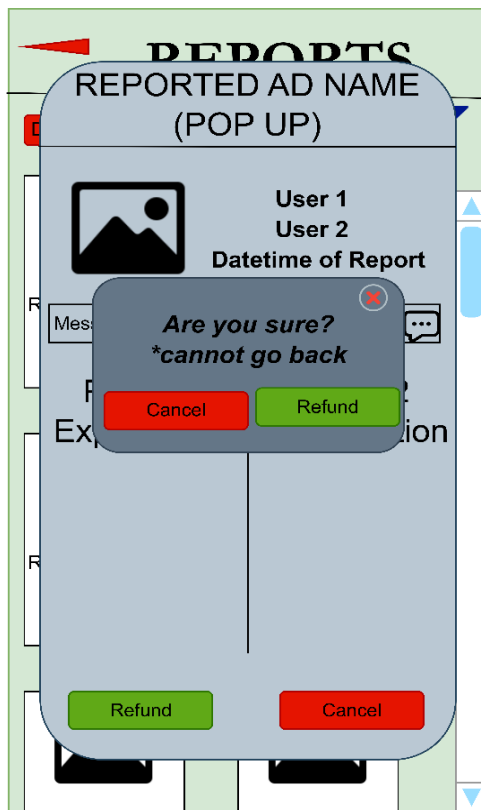 REPORTS
REPORTED AD NAME
(POP UP)
User 1
User 2
Datetime of Report
Are you sure?
*cannot go back
Cancel
Refund
Refund
Cancel